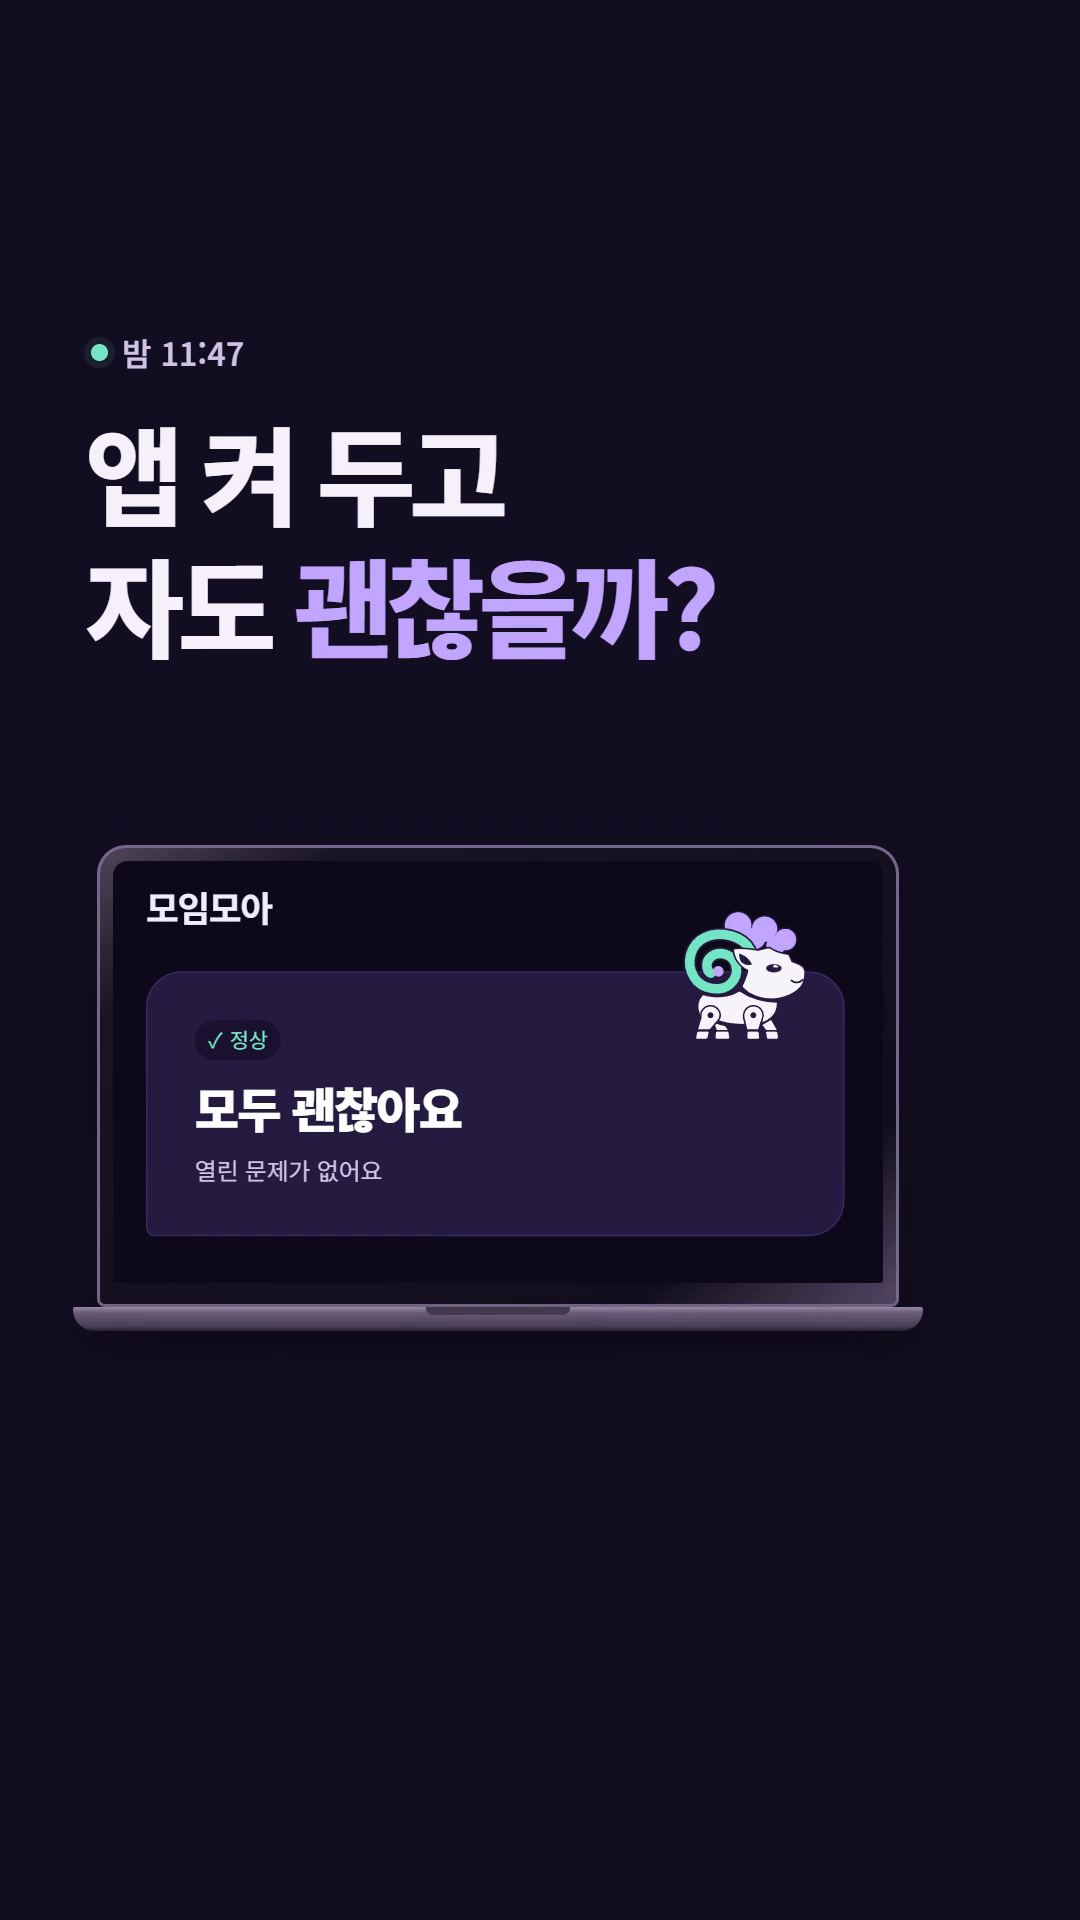 밤 11:47
앱 켜 두고
자도 괜찮을까?
모임모아
✓ 정상
모두 괜찮아요
열린 문제가 없어요